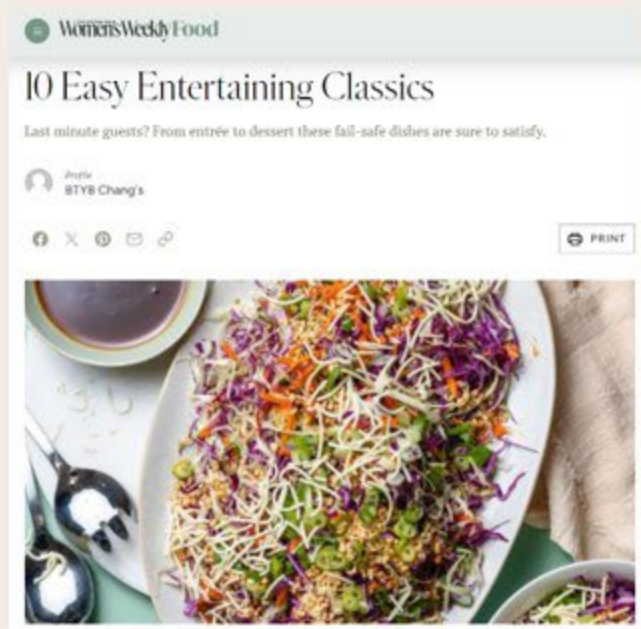 Women's Weekly Food
10 Easy Entertaining Classics
Last minute guests? From entrée to dessert these fail-safe dishes are sure to satisfy.
Profile
BTYB Chang's
PRINT